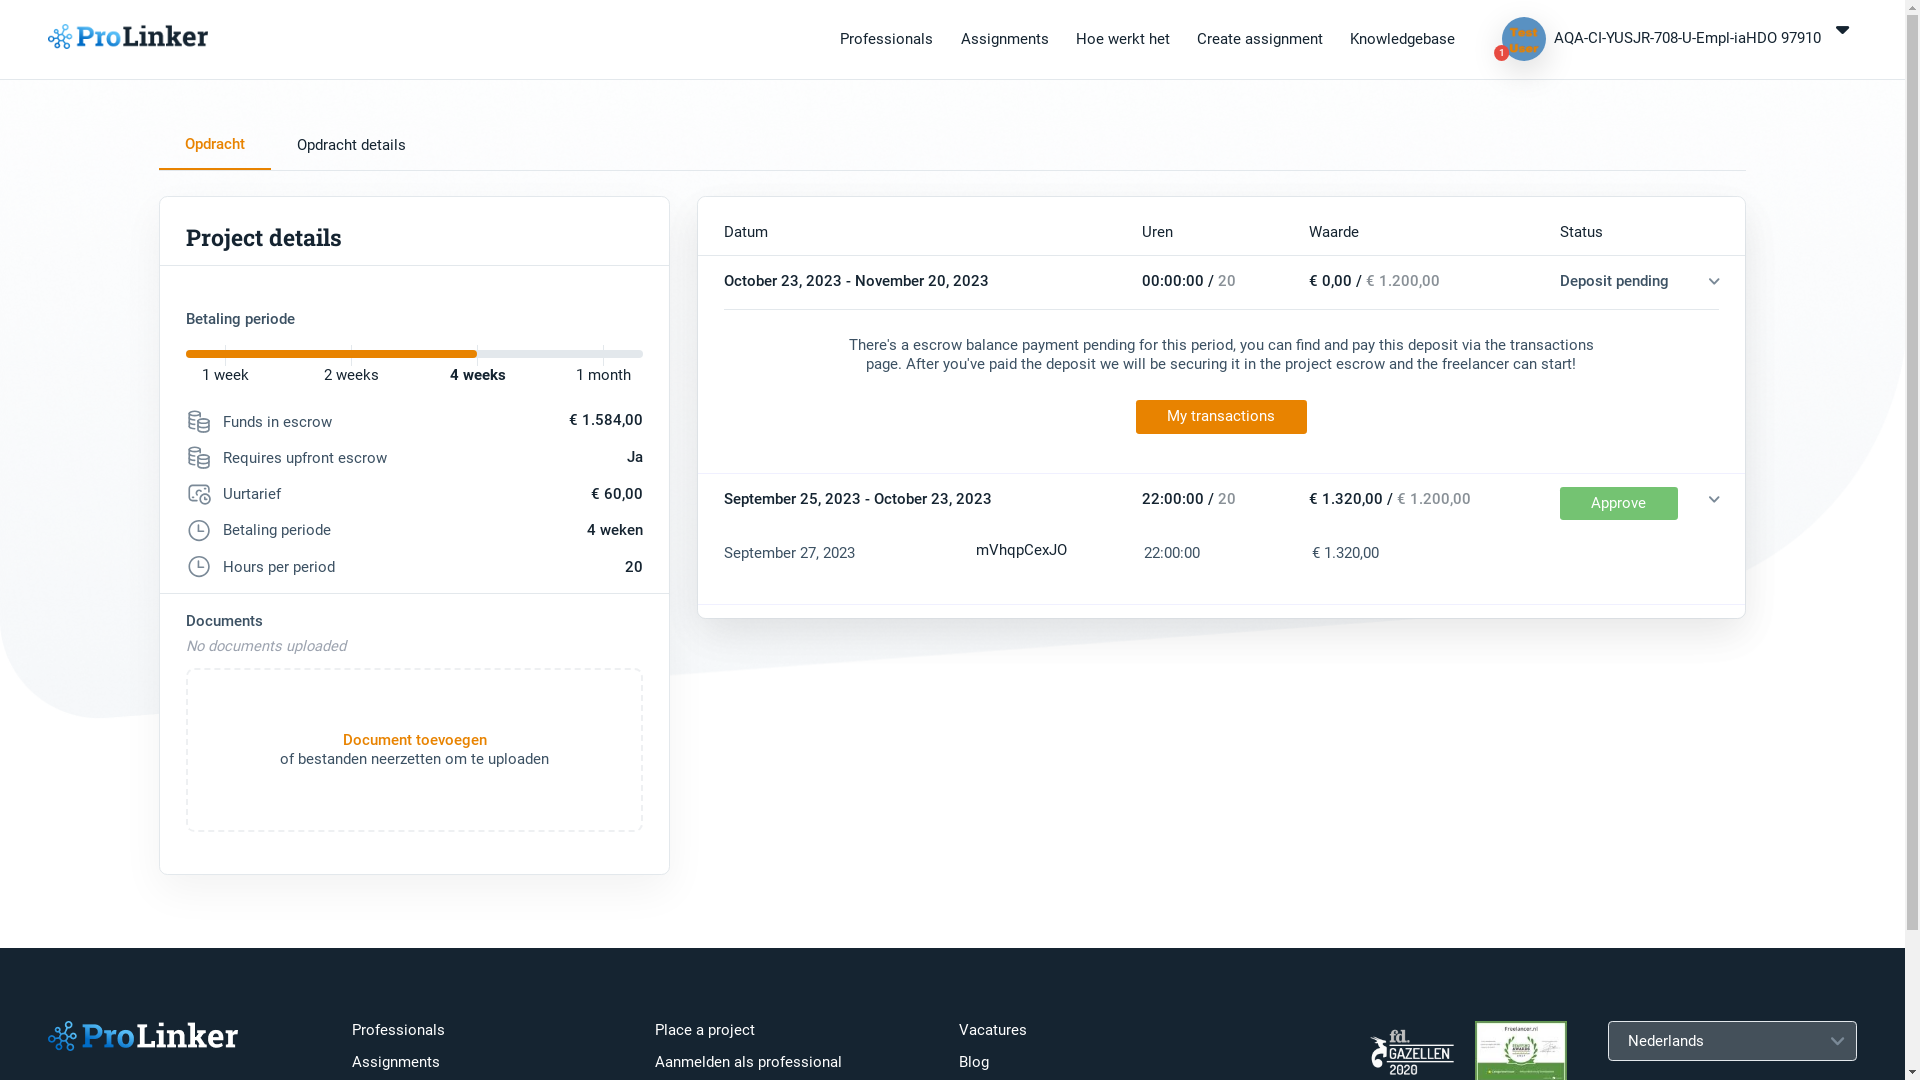 ProLinker
Professionals
Assignments
Hoe werkt het
Create assignment
Knowledgebase
Test
User
1
AQA-CI-YUSJR-708-U-Empl-iaHDO 97910
Opdracht
Opdracht details
Project details
Betaling periode
1 week
2 weeks
4 weeks
1 month
Funds in escrow
€ 1.584,00
Requires upfront escrow
Ja
Uurtarief
€ 60,00
Betaling periode
4 weken
Hours per period
20
Documents
No documents uploaded
Document toevoegen
of bestanden neerzetten om te uploaden
Datum
Uren
Waarde
Status
October 23, 2023 - November 20, 2023
00:00:00 / 20
€ 0,00 / € 1.200,00
Deposit pending
There's a escrow balance payment pending for this period, you can find and pay this deposit via the transactions
page. After you've paid the deposit we will be securing it in the project escrow and the freelancer can start!
My transactions
September 25, 2023 - October 23, 2023
22:00:00 / 20
€ 1.320,00 / € 1.200,00
Approve
September 27, 2023
mVhqpCexJO
22:00:00
€ 1.320,00
ProLinker
Professionals
Assignments
Place a project
Aanmelden als professional
Vacatures
Blog
fd.
GAZELLEN
2020
Freelancer.nl
Nederlands